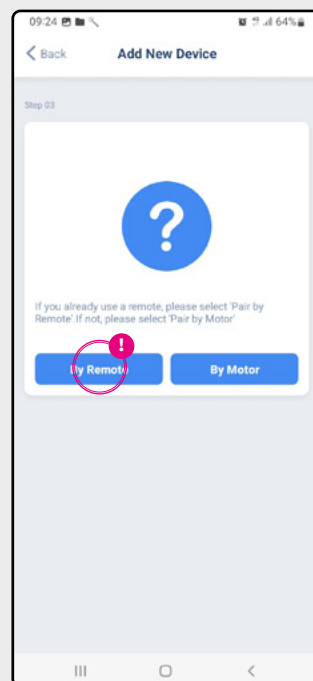 09:24 64%
Back Add New Device
Step 03
?
If you already use a remote, please select 'Pair by
Remote'.If not, please select 'Pair by Motor'
!
By Remote By Motor